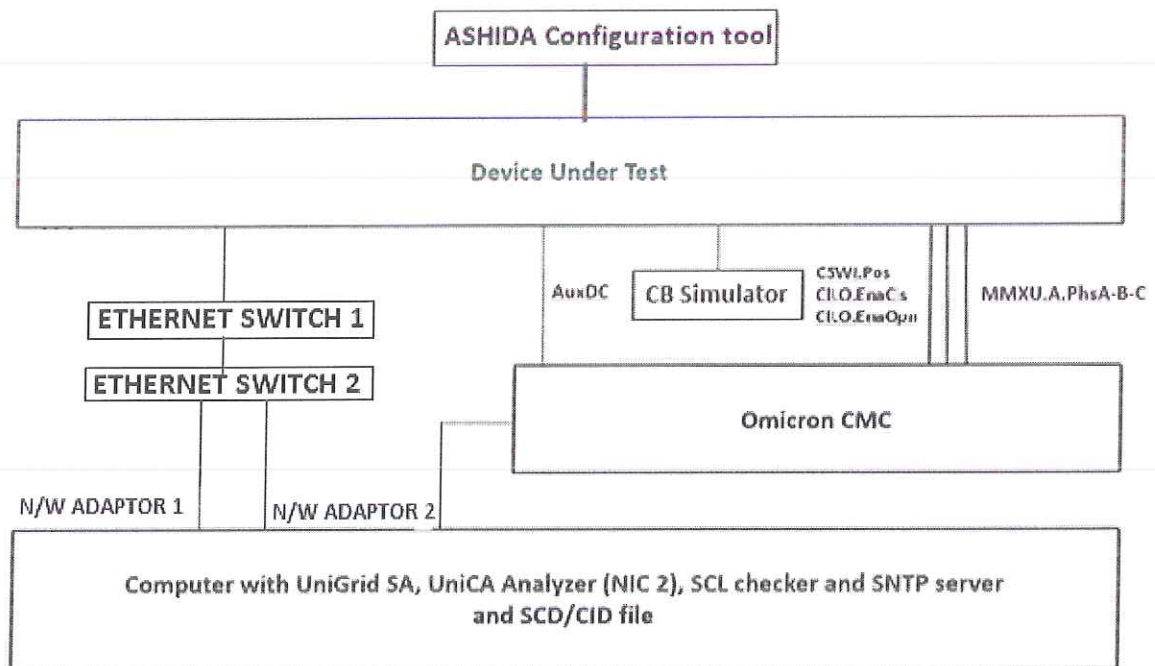 ASHIDA Configuration tool
Device Under Test
AuxDC
CB Simulator
CSWI.Pos
CILO.EnaCls
CILO.EnaOpn
MMXU.A.PhsA-B-C
ETHERNET SWITCH 1
ETHERNET SWITCH 2
Omicron CMC
N/W ADAPTOR 1
N/W ADAPTOR 2
Computer with UniGrid SA, UniCA Analyzer (NIC 2), SCL checker and SNTP server
and SCD/CID file